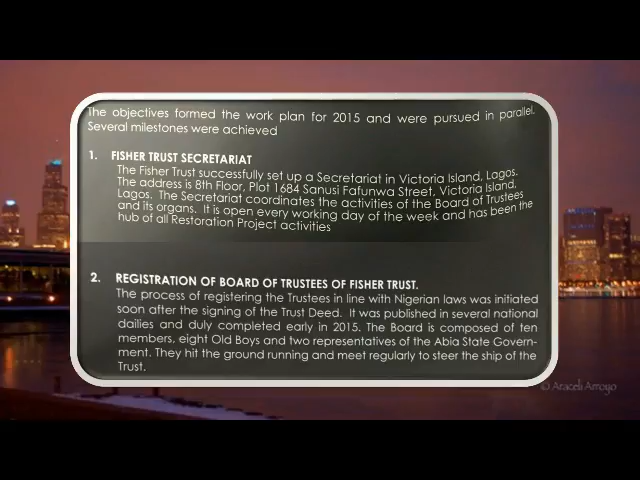 The objectives formed the work plan for 2015 and were pursued in parallel.
Several milestones were achieved
1. FISHER TRUST SECRETARIAT
The Fisher Trust successfully set up a Secretariat in Victoria Island, Lagos.
The address is 8th Floor, Plot 1684 Sanusi Fafunwa Street, Victoria Island,
Lagos. The Secretariat coordinates the activities of the Board of Trustees
and its organs. It is open every working day of the week and has been the
hub of all Restoration Project activities
2. REGISTRATION OF BOARD OF TRUSTEES OF FISHER TRUST.
The process of registering the Trustees in line with Nigerian laws was initiated
soon after the signing of the Trust Deed. It was published in several national
dailies and duly completed early in 2015. The Board is composed of ten
members, eight Old Boys and two representatives of the Abia State Govern-
ment. They hit the ground running and meet regularly to steer the ship of the
Trust.
© Araceli Arroyo